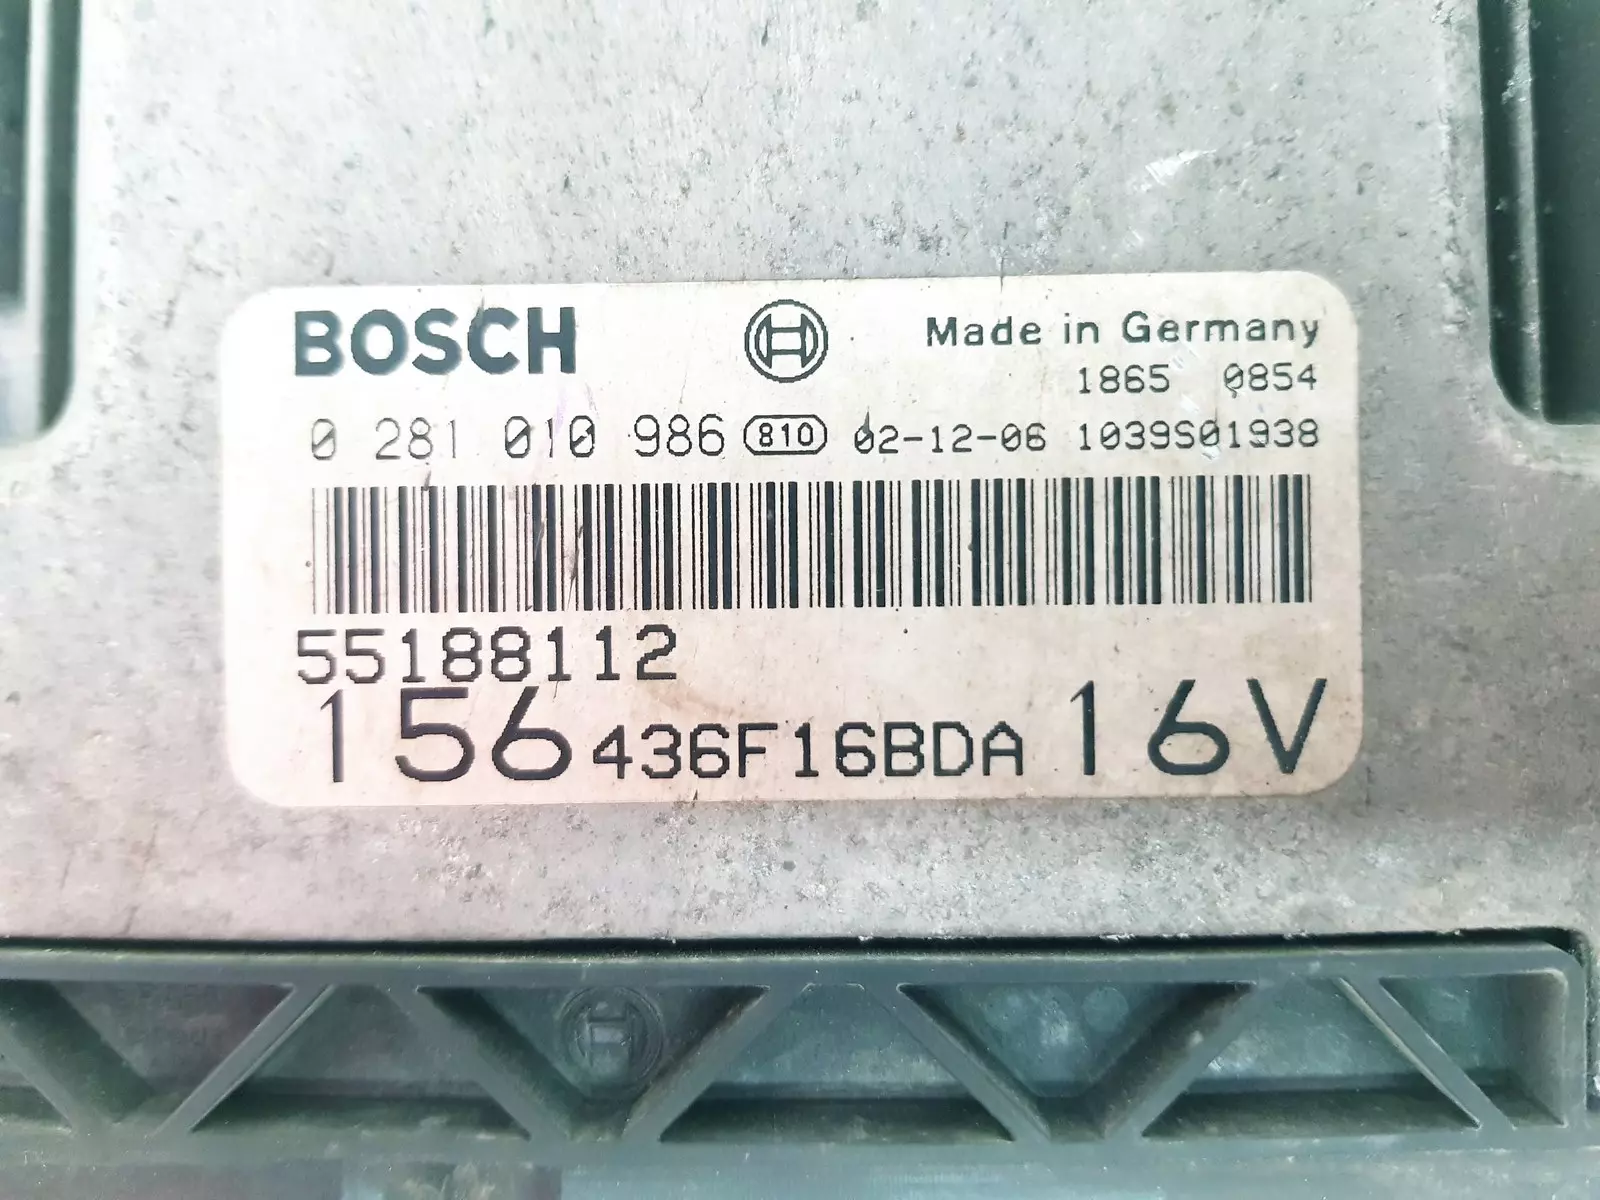 BOSCH Made in Germany
1865 0854
0 281 010 986 810 02-12-06 1039S01938
55188112
156 436F16BDA 16V